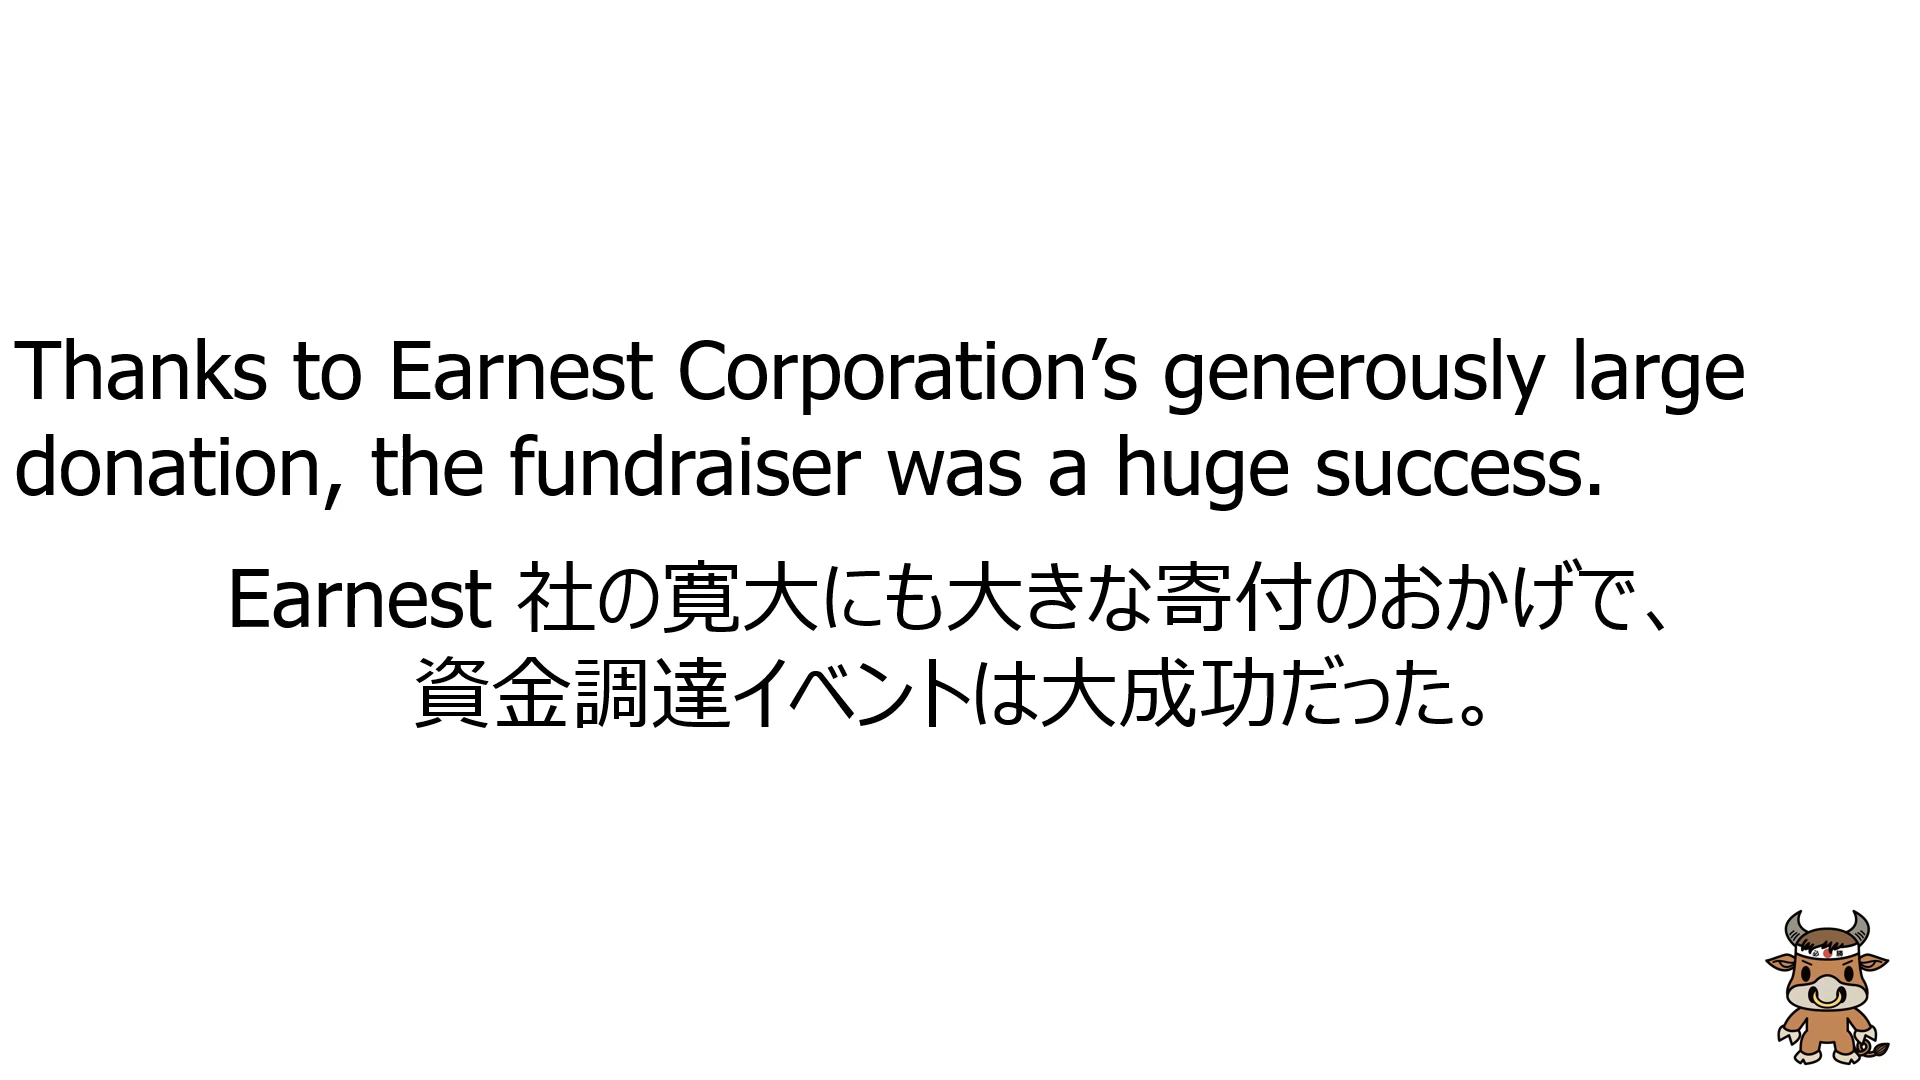 Thanks to Earnest Corporation’s generously large
donation, the fundraiser was a huge success.
Earnest 社の寛大にも大きな寄付のおかげで、
資金調達イベントは大成功だった。
必 勝